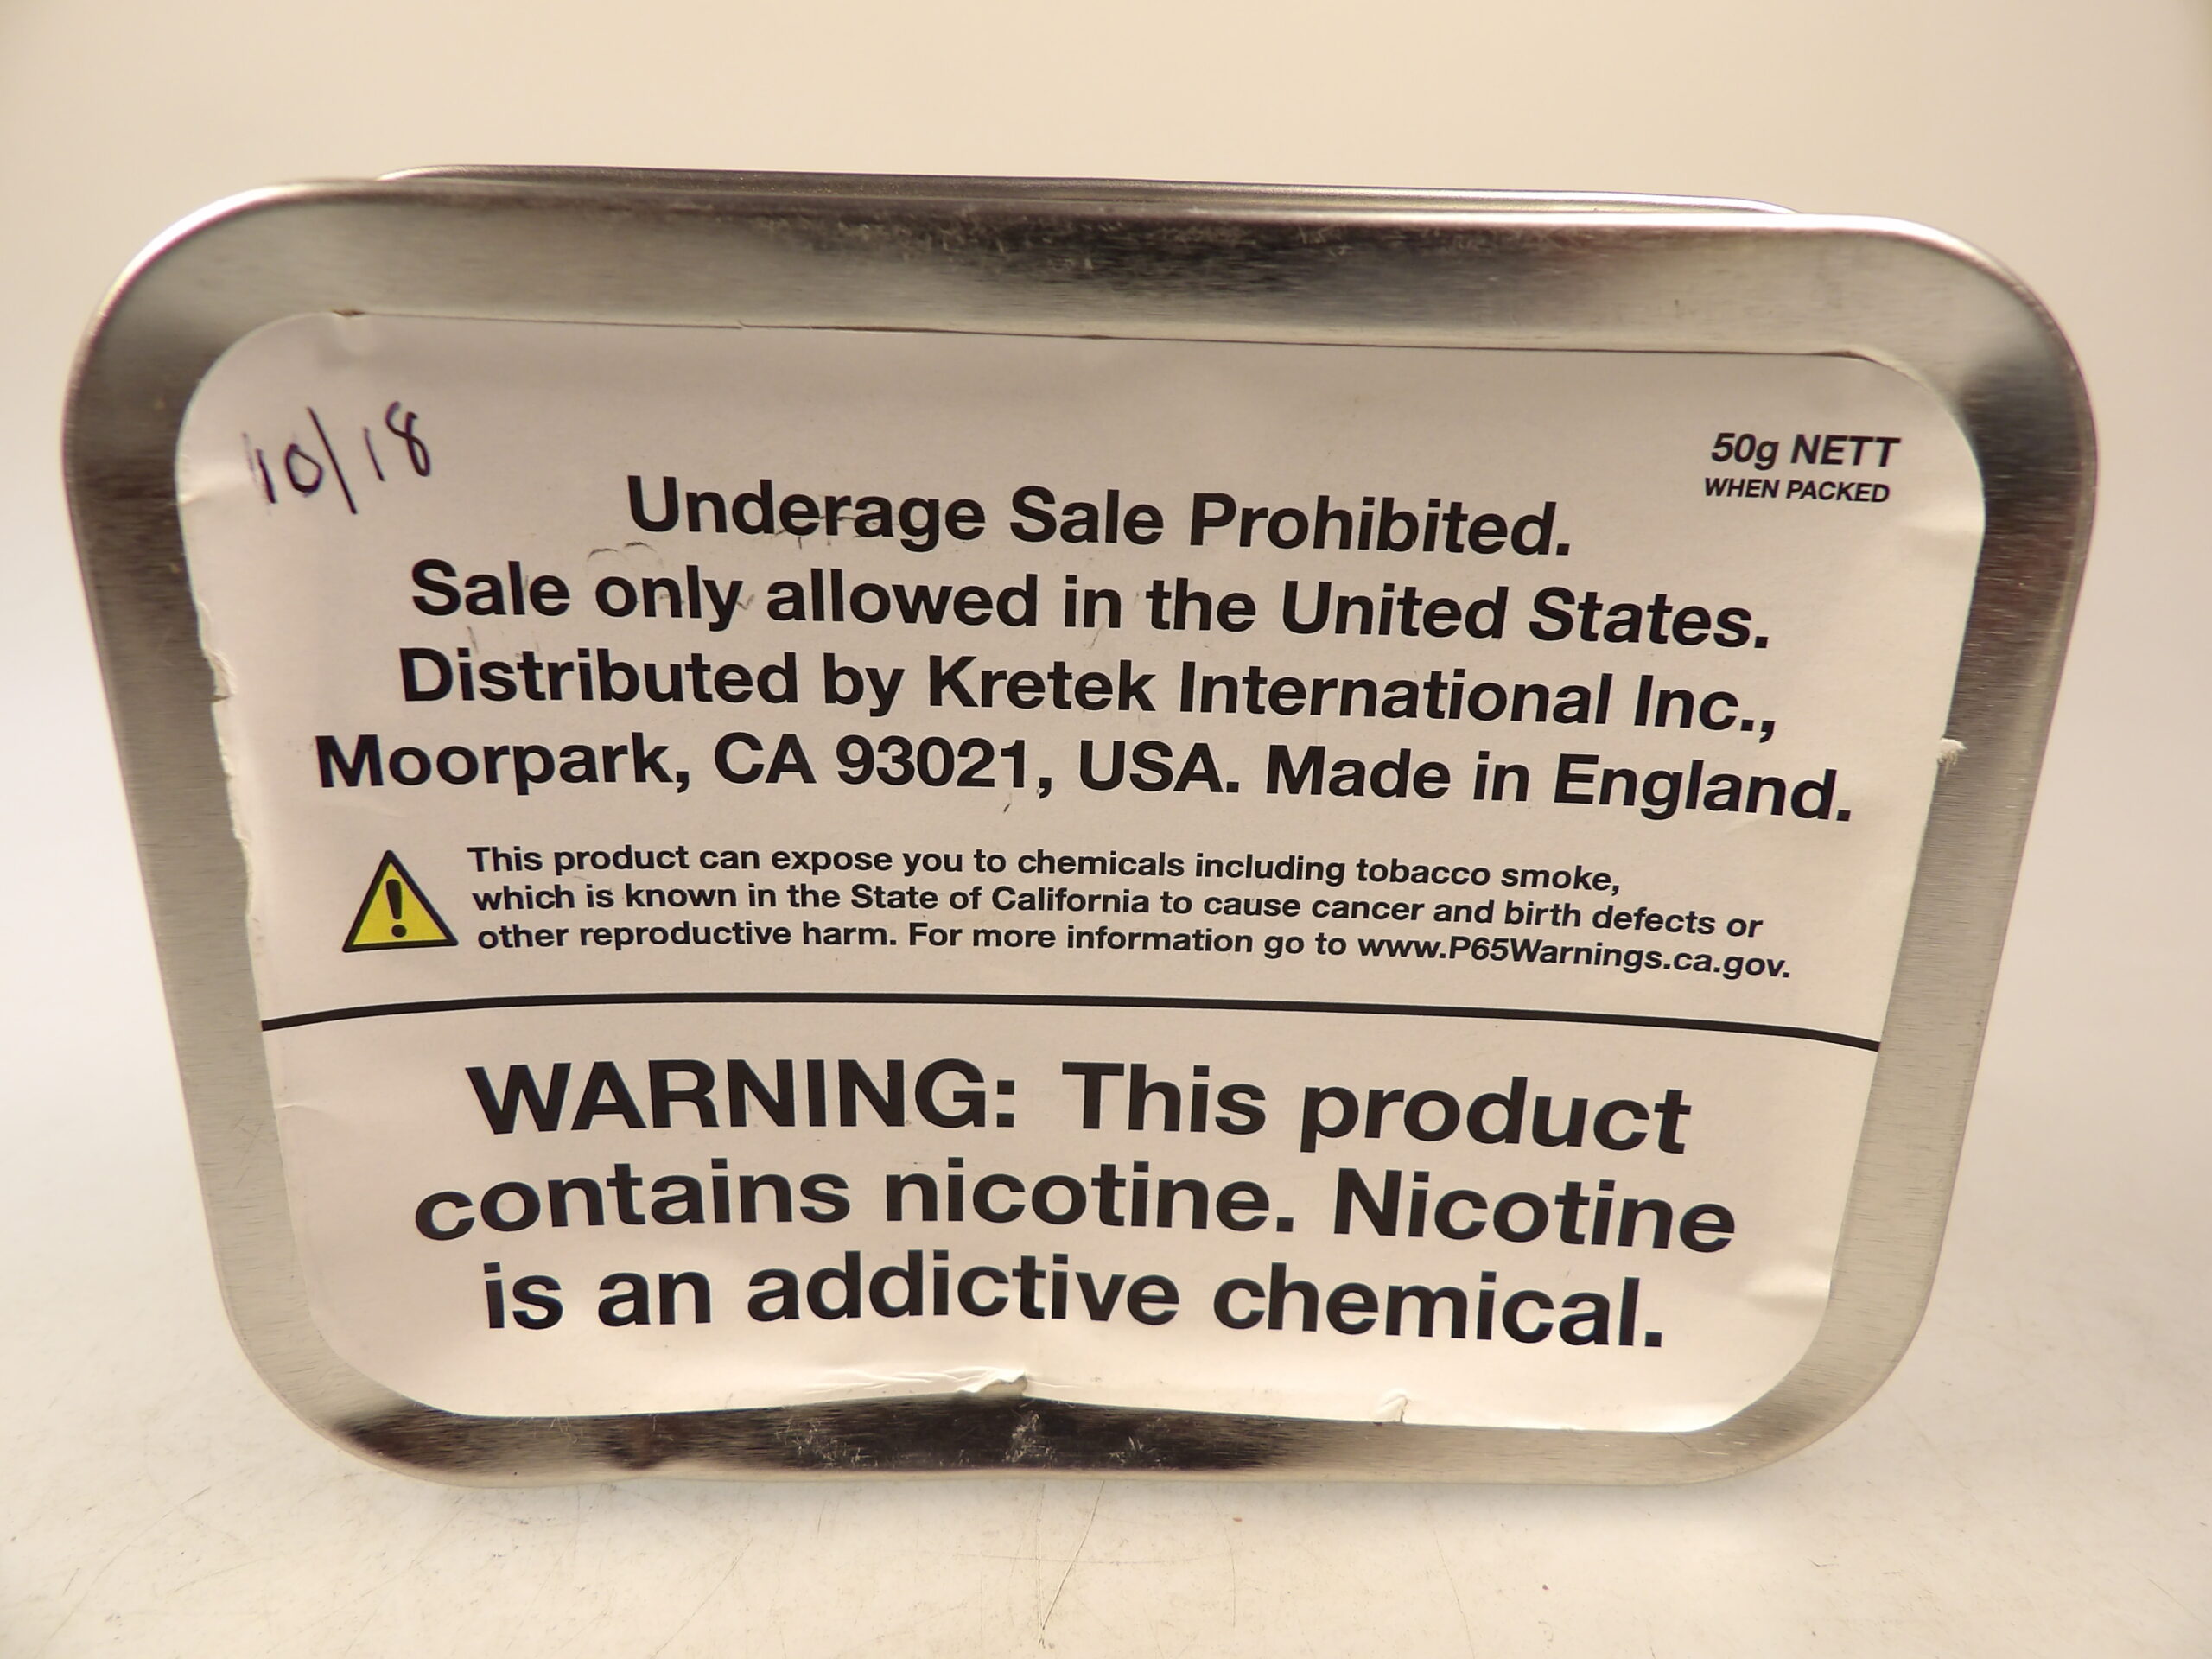 10/18
50g NETT
WHEN PACKED
Underage Sale Prohibited.
Sale only allowed in the United States.
Distributed by Kretek International Inc.,
Moorpark, CA 93021, USA. Made in England.
This product can expose you to chemicals including tobacco smoke,
which is known in the State of California to cause cancer and birth defects or
other reproductive harm. For more information go to www.P65Warnings.ca.gov.
WARNING: This product
contains nicotine. Nicotine
is an addictive chemical.